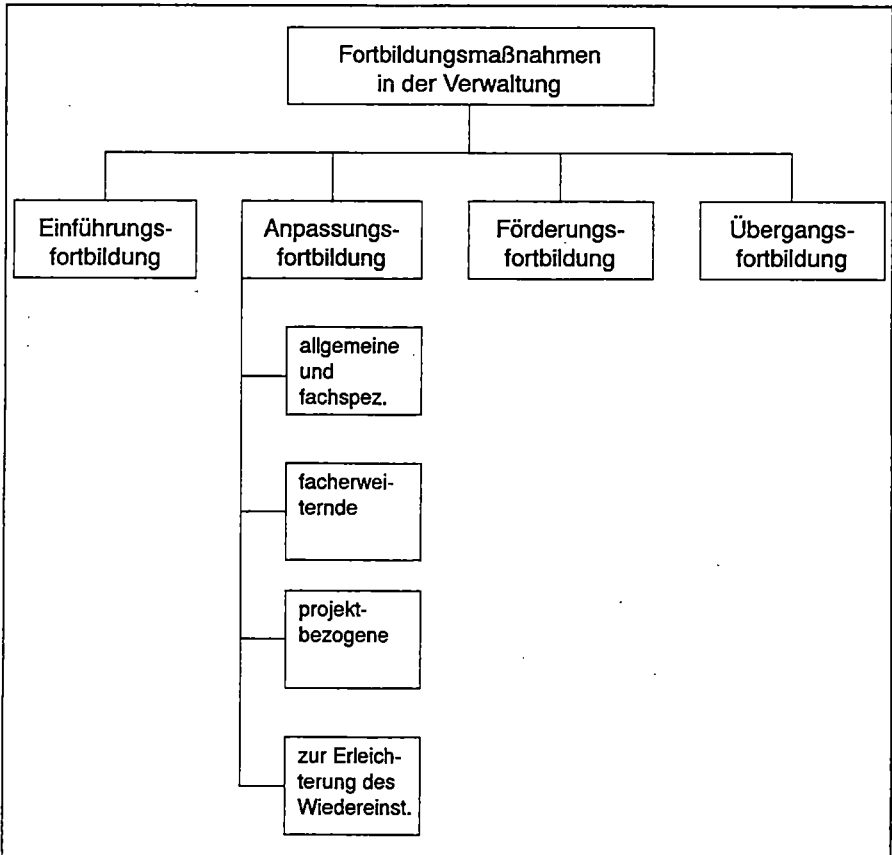 Fortbildungsmaßnahmen
in der Verwaltung
Einführungs-
fortbildung
Anpassungs-
fortbildung
Förderungs-
fortbildung
Übergangs-
fortbildung
allgemeine
und
fachspez.
facherwei-
ternde
projekt-
bezogene
zur Erleich-
terung des
Wiedereinst.